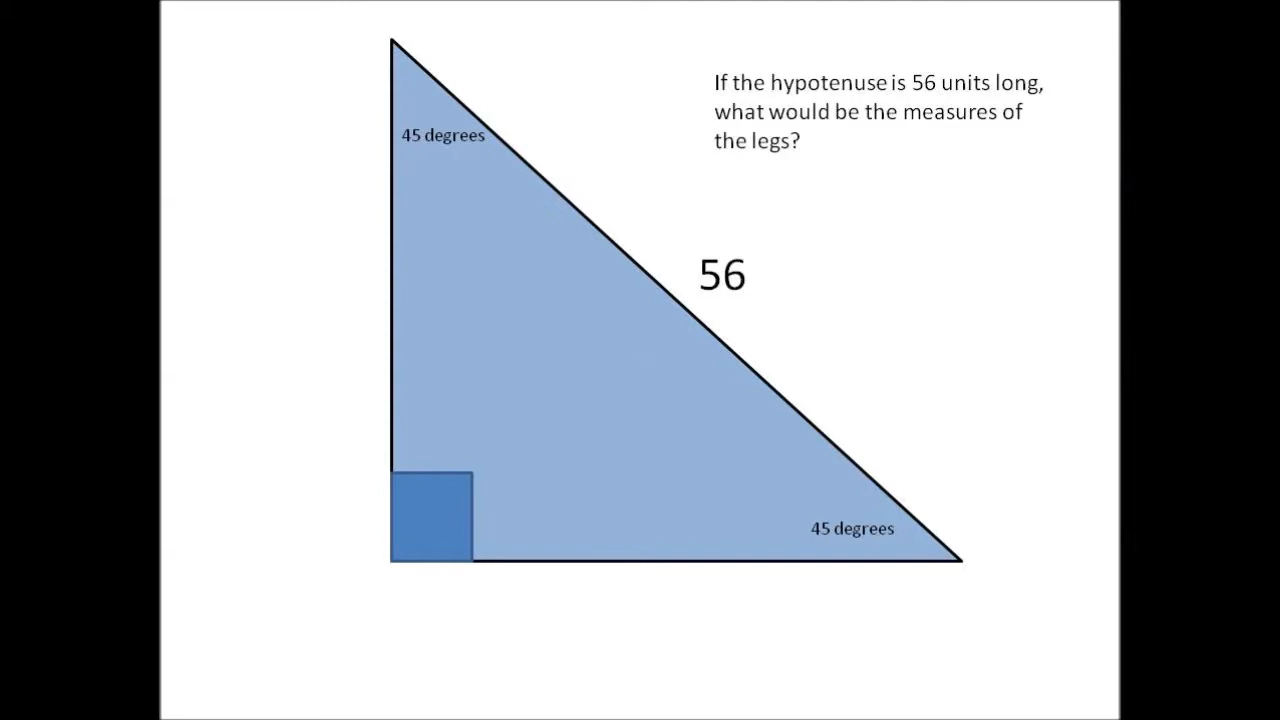 If the hypotenuse is 56 units long,
what would be the measures of
the legs?
45 degrees
56
45 degrees